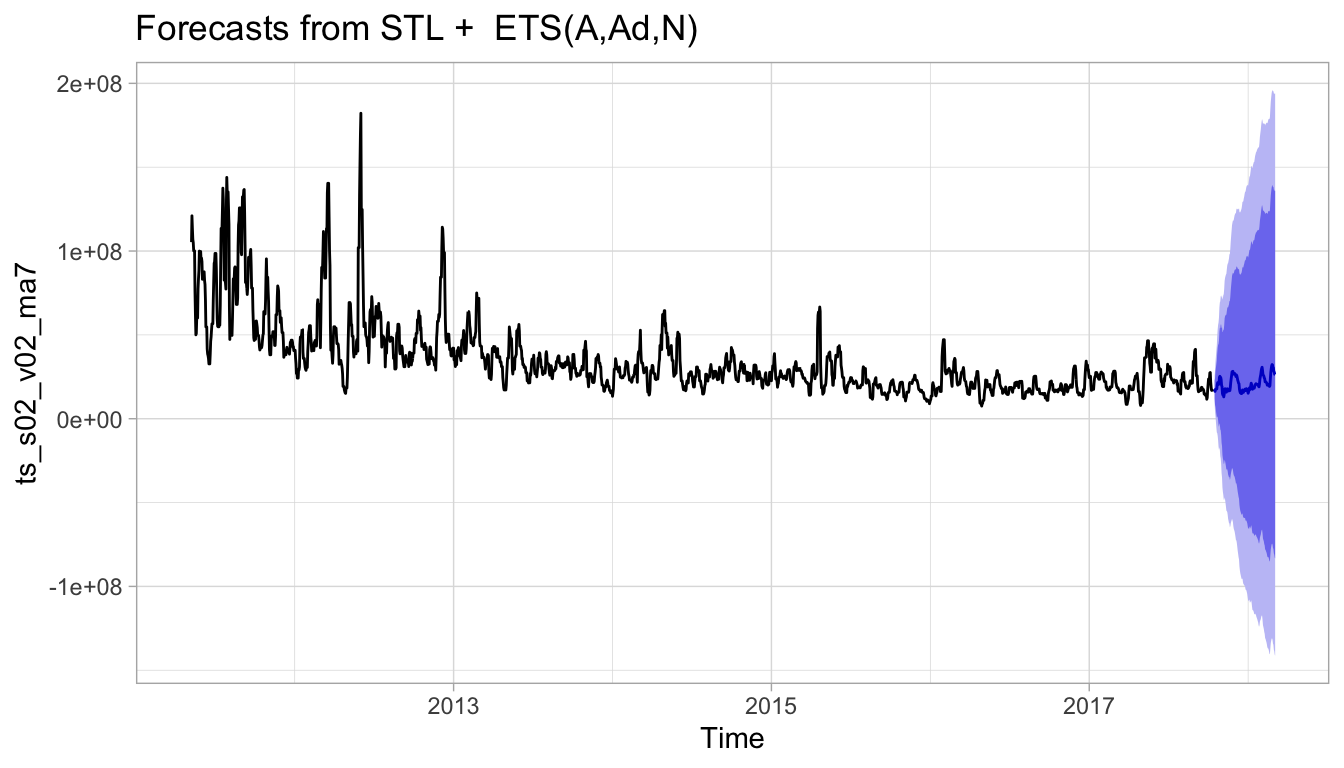 Forecasts from STL +  ETS(A,Ad,N)
2e+08
1e+08
0e+00
-1e+08
ts_s02_v02_ma7
2013
2015
2017
Time